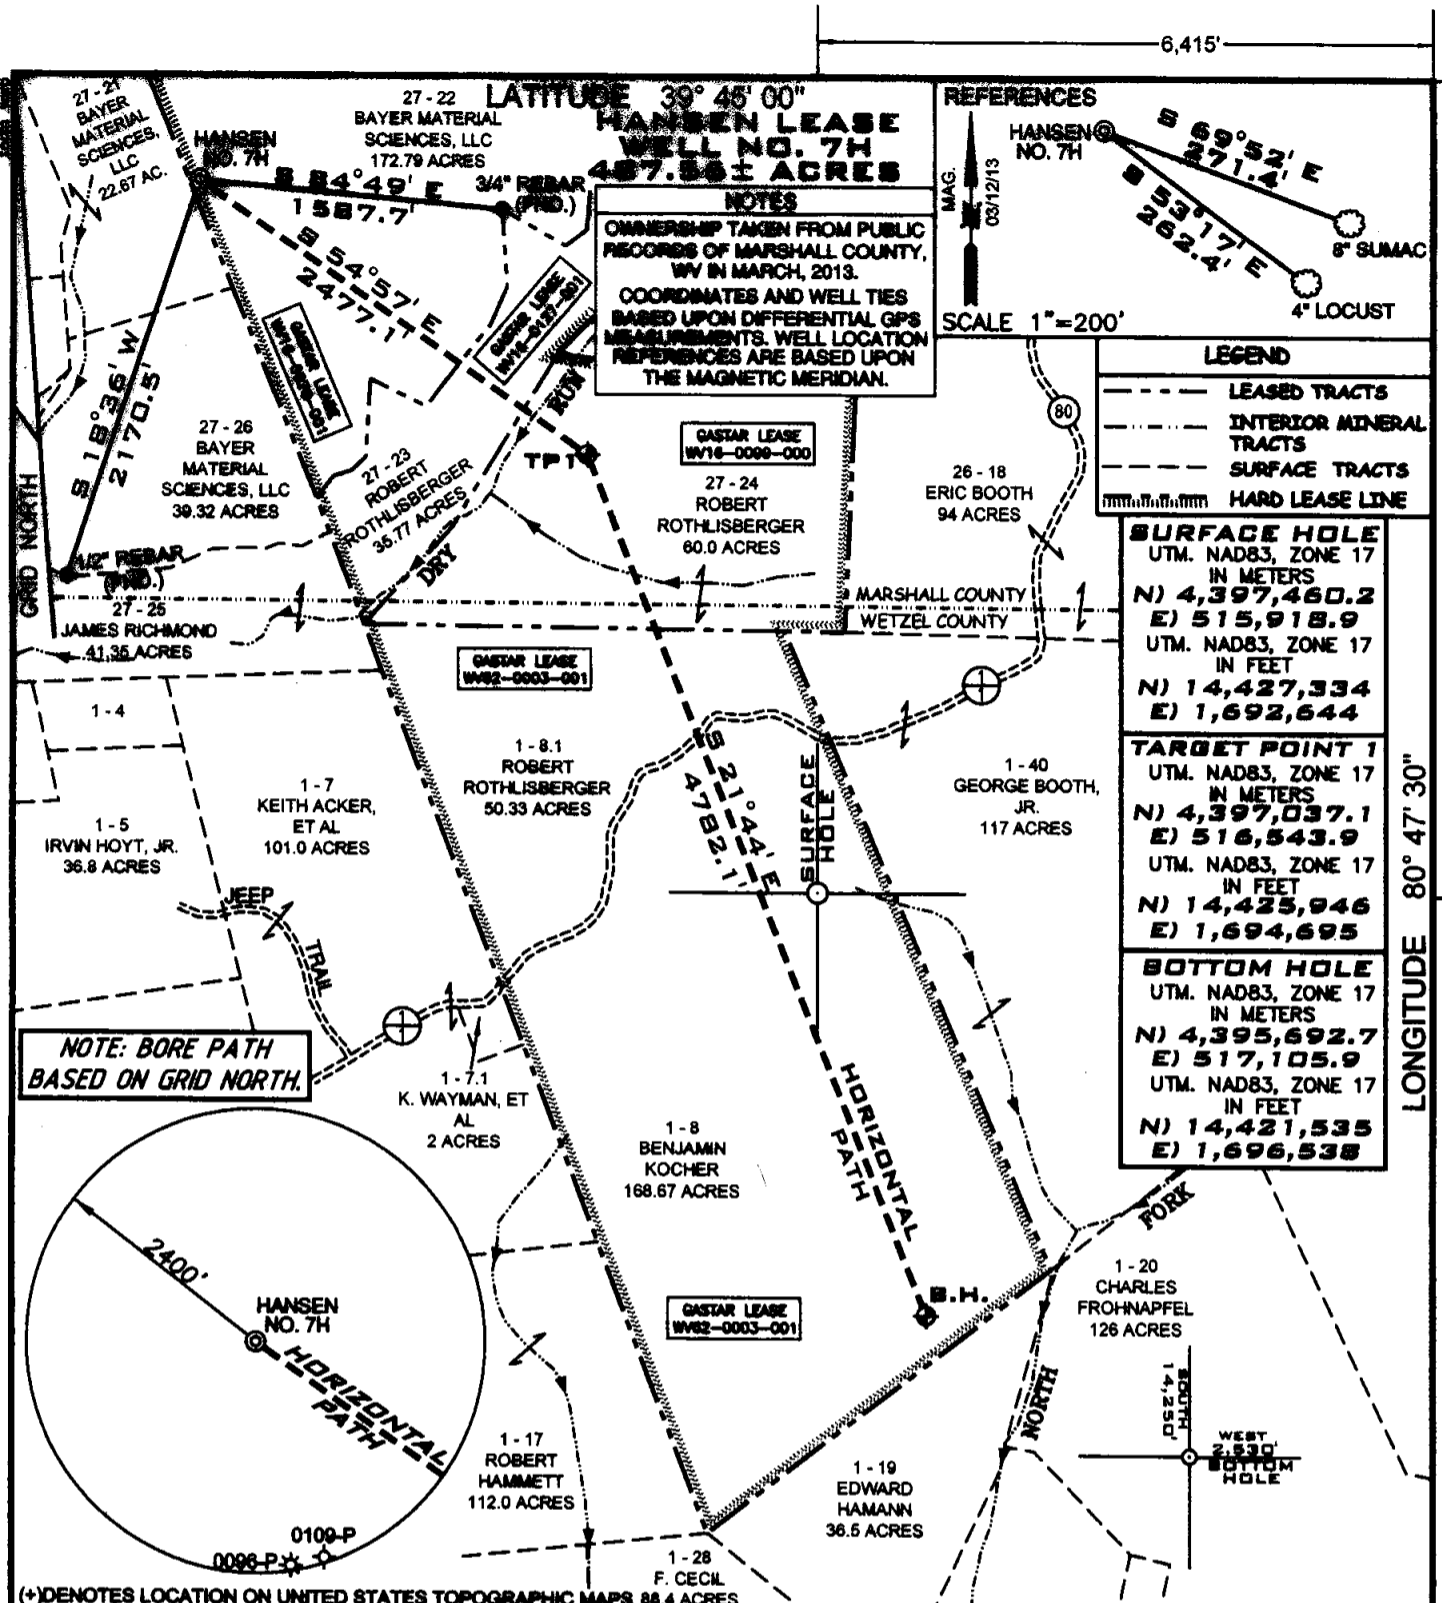 6,415'
LATITUDE 39° 45' 00"
HANSEN LEASE
WELL NO. 7H
487.56± ACRES
27 - 21
BAYER
MATERIAL
SCIENCES,
LLC
22.67 AC.
27 - 22
BAYER MATERIAL
SCIENCES, LLC
172.79 ACRES
HANSEN
NO. 7H
S 84°49' E
1587.7'
3/4" REBAR
(FND.)
S 54°57' E
2477.1'
S 18°36' W
2170.5'
NOTES
OWNERSHIP TAKEN FROM PUBLIC
RECORDS OF MARSHALL COUNTY,
WV IN MARCH, 2013.
COORDINATES AND WELL TIES
BASED UPON DIFFERENTIAL GPS
MEASUREMENTS. WELL LOCATION
REFERENCES ARE BASED UPON
THE MAGNETIC MERIDIAN.
REFERENCES
HANSEN
NO. 7H
MAG.
03/12/13
S 69°52' E
271.4'
S 53°17' E
262.4'
8" SUMAC
4" LOCUST
SCALE 1"=200'
LEGEND
LEASED TRACTS
INTERIOR MINERAL
TRACTS
SURFACE TRACTS
HARD LEASE LINE
GASTAR LEASE
GASTAR LEASE
27 - 26
BAYER
MATERIAL
SCIENCES, LLC
39.32 ACRES
27 - 23
ROBERT
ROTHLISBERGER
35.77 ACRES
DRY
RUN
TP1
GASTAR LEASE
WV16-0099-000
27 - 24
ROBERT
ROTHLISBERGER
60.0 ACRES
26 - 18
ERIC BOOTH
94 ACRES
80
GRID NORTH
1/2" REBAR
(FND.)
27 - 25
JAMES RICHMOND
41.35 ACRES
MARSHALL COUNTY
WETZEL COUNTY
GASTAR LEASE
WV62-0003-001
SURFACE HOLE
UTM. NAD83, ZONE 17
IN METERS
N) 4,397,460.2
E) 515,918.9
UTM. NAD83, ZONE 17
IN FEET
N) 14,427,334
E) 1,692,644
TARGET POINT 1
UTM. NAD83, ZONE 17
IN METERS
N) 4,397,037.1
E) 516,543.9
UTM. NAD83, ZONE 17
IN FEET
N) 14,425,946
E) 1,694,695
BOTTOM HOLE
UTM. NAD83, ZONE 17
IN METERS
N) 4,395,692.7
E) 517,105.9
UTM. NAD83, ZONE 17
IN FEET
N) 14,421,535
E) 1,696,538
LONGITUDE 80° 47' 30"
1 - 4
1 - 5
IRVIN HOYT, JR.
36.8 ACRES
1 - 7
KEITH ACKER,
ET AL
101.0 ACRES
1 - 8.1
ROBERT
ROTHLISBERGER
50.33 ACRES
S 21°44' E
4782.1'
SURFACE
HOLE
1 - 40
GEORGE BOOTH,
JR.
117 ACRES
JEEP
TRAIL
NOTE: BORE PATH
BASED ON GRID NORTH.
1 - 7.1
K. WAYMAN, ET
AL
2 ACRES
1 - 8
BENJAMIN
KOCHER
168.67 ACRES
HORIZONTAL
PATH
FORK
B.H.
1 - 20
CHARLES
FROHNAPFEL
126 ACRES
2400'
HANSEN
NO. 7H
HORIZONTAL
PATH
GASTAR LEASE
WV62-0003-001
NORTH
SOUTH
14,250'
WEST
2,530'
BOTTOM
HOLE
1 - 17
ROBERT
HAMMETT
112.0 ACRES
1 - 19
EDWARD
HAMANN
36.5 ACRES
0109-P
0096-P
1 - 28
F. CECIL
88.4 ACRES
(+)DENOTES LOCATION ON UNITED STATES TOPOGRAPHIC MAPS